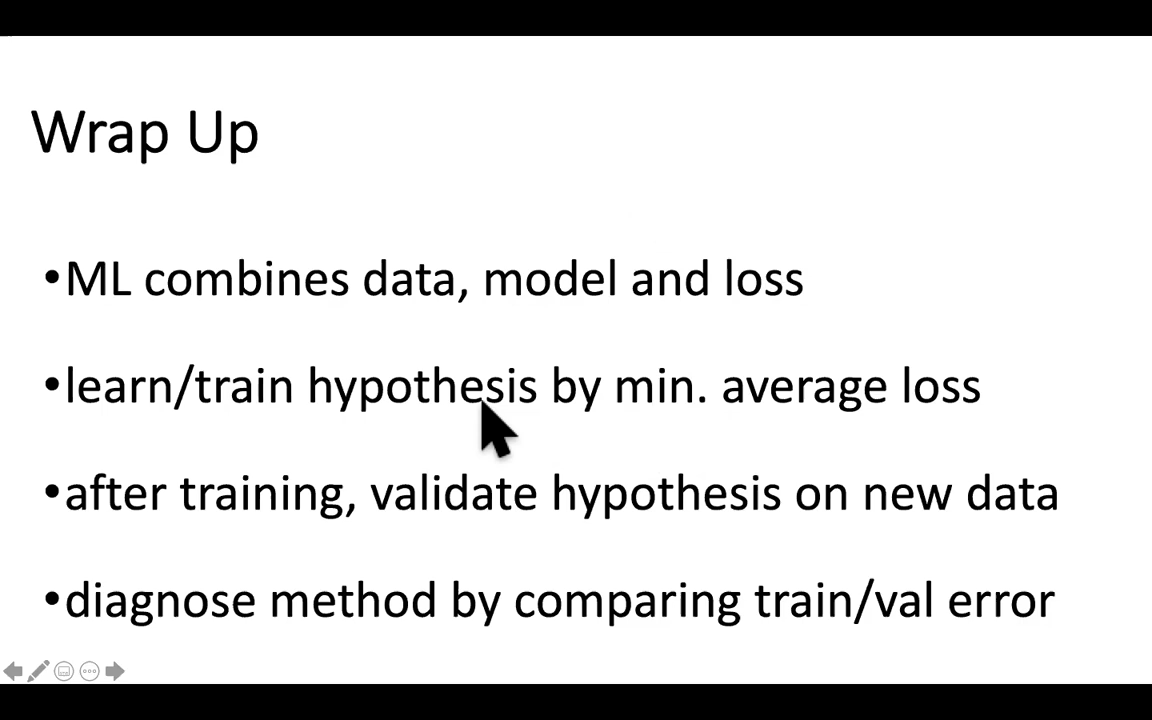 Wrap Up
•ML combines data, model and loss
•learn/train hypothesis by min. average loss
•after training, validate hypothesis on new data
•diagnose method by comparing train/val error